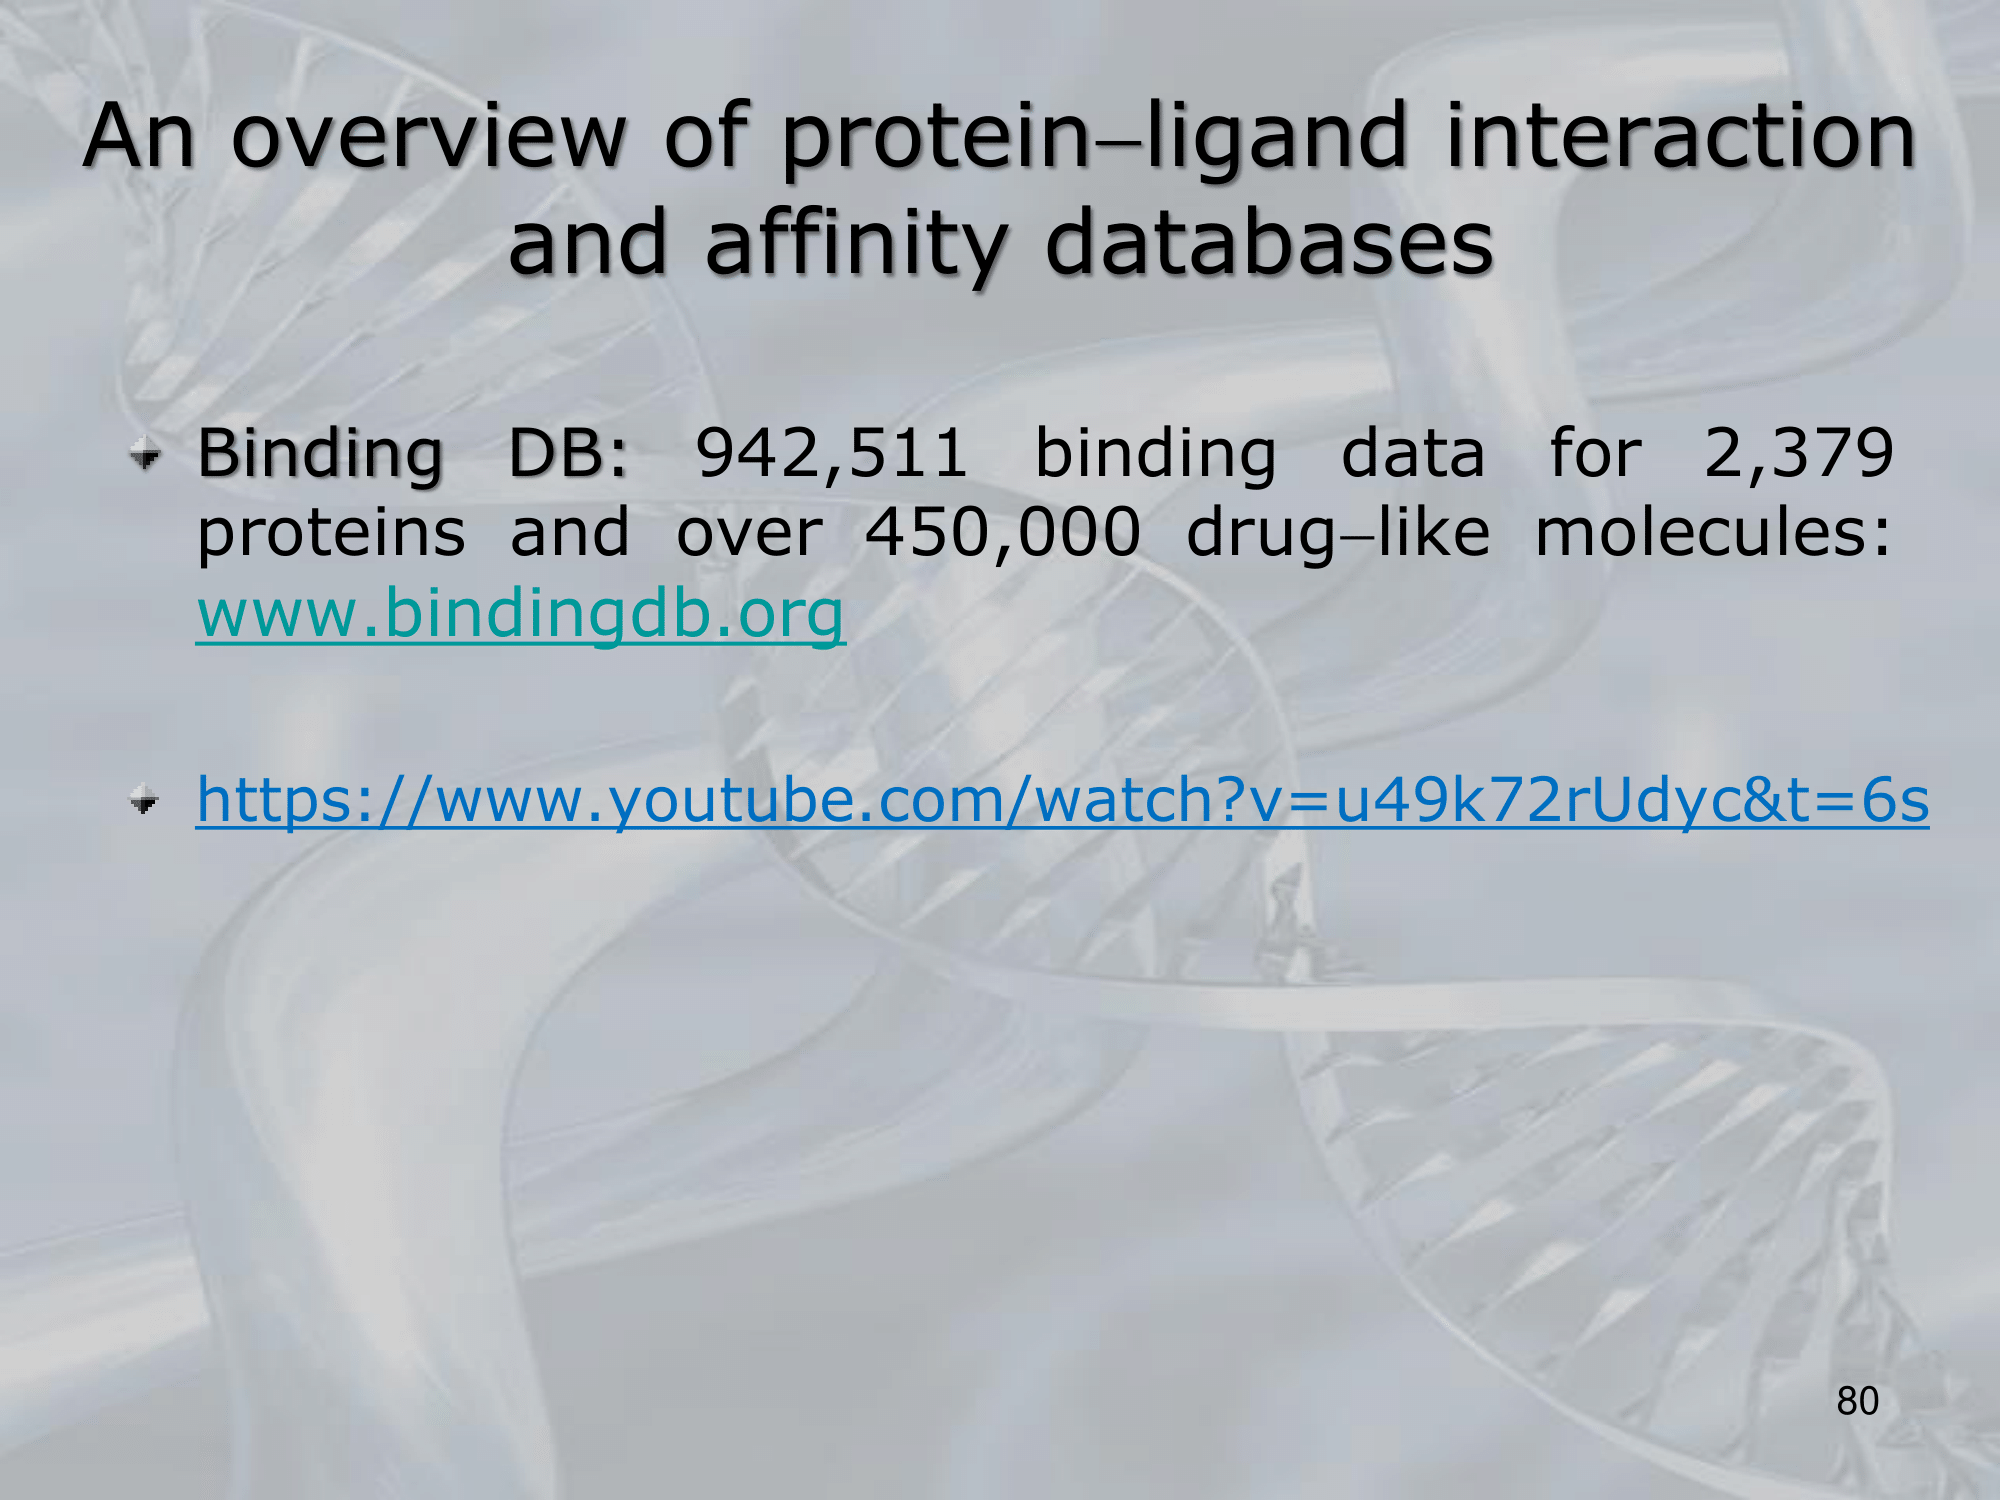 An overview of protein–ligand interaction
and affinity databases
Binding DB: 942,511 binding data for 2,379
proteins and over 450,000 drug–like molecules:
www.bindingdb.org
https://www.youtube.com/watch?v=u49k72rUdyc&t=6s
80